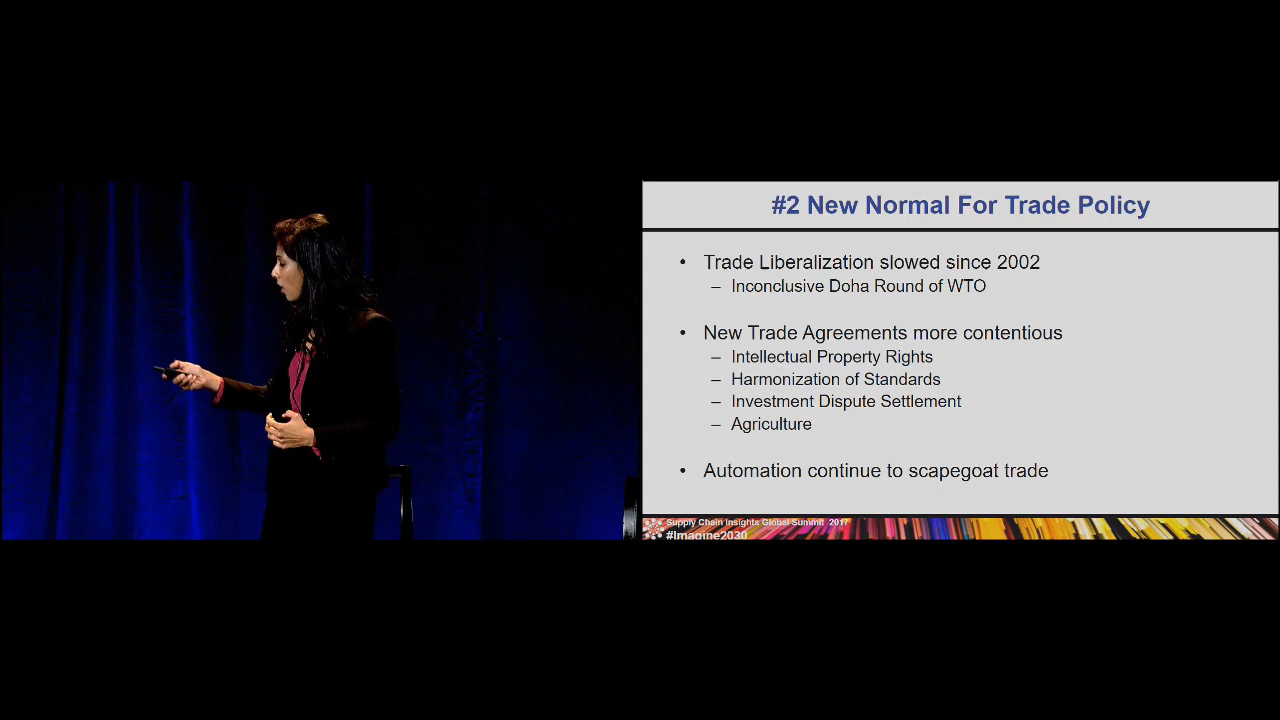 #2 New Normal For Trade Policy
• Trade Liberalization slowed since 2002
– Inconclusive Doha Round of WTO
• New Trade Agreements more contentious
– Intellectual Property Rights
– Harmonization of Standards
– Investment Dispute Settlement
– Agriculture
• Automation continue to scapegoat trade
Supply Chain Insights Global Summit 2017
#Imagine2030